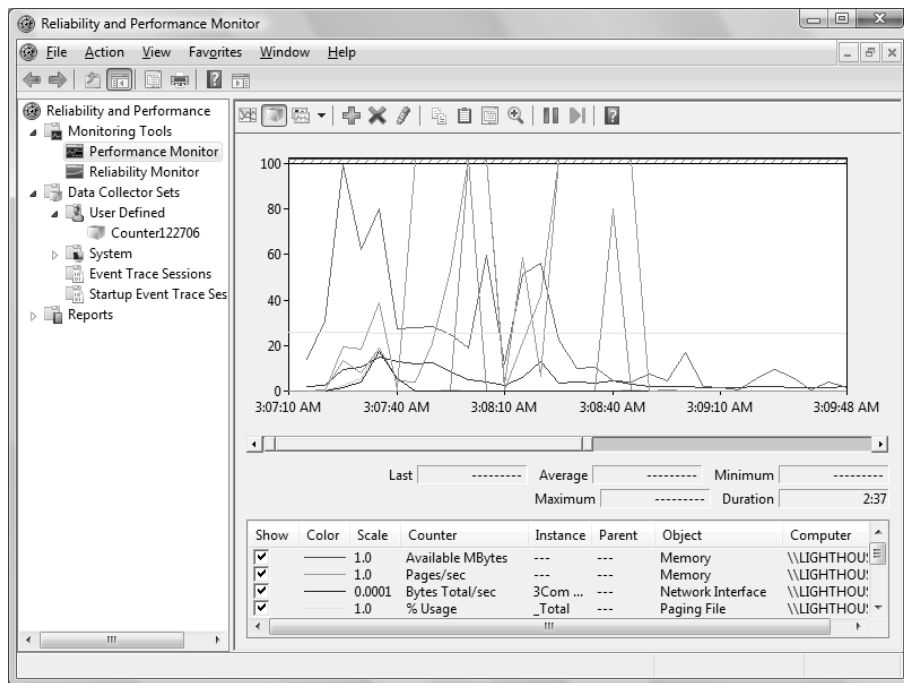 Reliability and Performance Monitor
File Action View Favorites Window Help
Reliability and Performance
Monitoring Tools
Performance Monitor
Reliability Monitor
Data Collector Sets
User Defined
Counter122706
System
Event Trace Sessions
Startup Event Trace Ses
Reports
100
80
60
40
20
0
3:07:10 AM 3:07:40 AM 3:08:10 AM 3:08:40 AM 3:09:10 AM 3:09:48 AM
Last --------- Average --------- Minimum ---------
Maximum --------- Duration 2:37
Show Color Scale Counter Instance Parent Object Computer
1.0 Available MBytes --- --- Memory \\LIGHTHOU
1.0 Pages/sec --- --- Memory \\LIGHTHOU
0.0001 Bytes Total/sec 3Com ... --- Network Interface \\LIGHTHOU
1.0 % Usage _Total --- Paging File \\LIGHTHOU